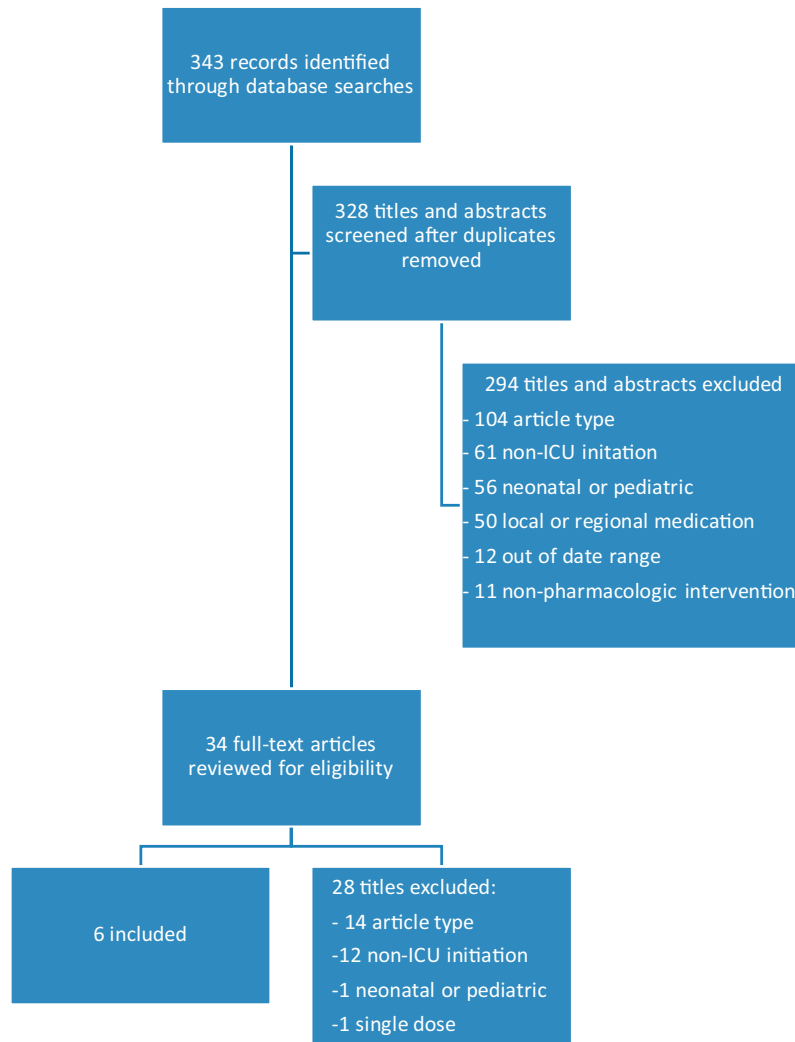 343 records identified
through database searches
328 titles and abstracts
screened after duplicates
removed
294 titles and abstracts excluded
- 104 article type
- 61 non-ICU initation
- 56 neonatal or pediatric
- 50 local or regional medication
- 12 out of date range
- 11 non-pharmacologic intervention
34 full-text articles
reviewed for eligibility
6 included
28 titles excluded:
- 14 article type
-12 non-ICU initiation
-1 neonatal or pediatric
-1 single dose